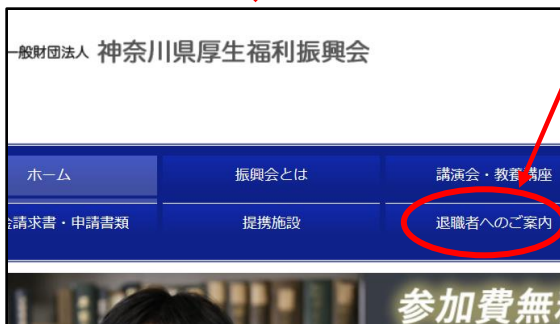 一般財団法人 神奈川県厚生福利振興会
ホーム 振興会とは 講演会・教養講座
請求書・申請書類 提携施設 退職者へのご案内
参加費無